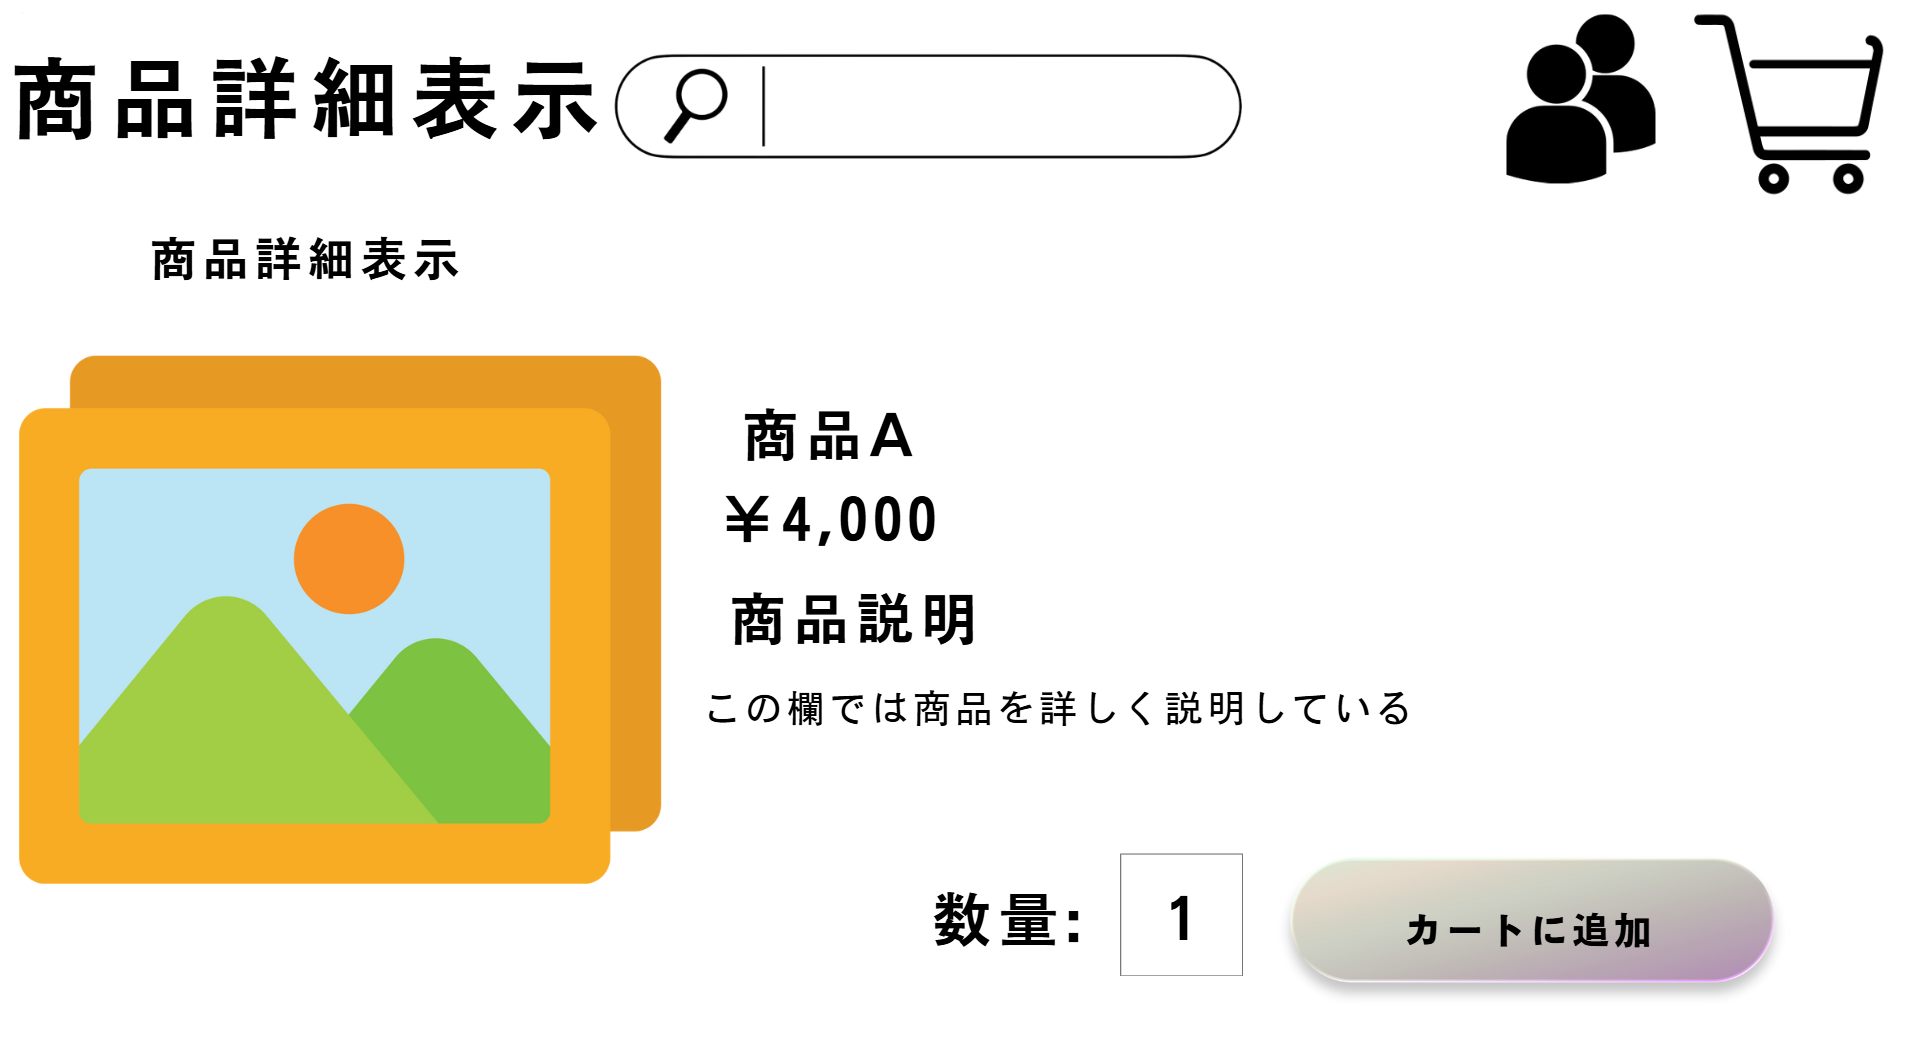 商品詳細表示
商品詳細表示
商品A
￥4,000
商品説明
この欄では商品を詳しく説明している
数量: 1
カートに追加